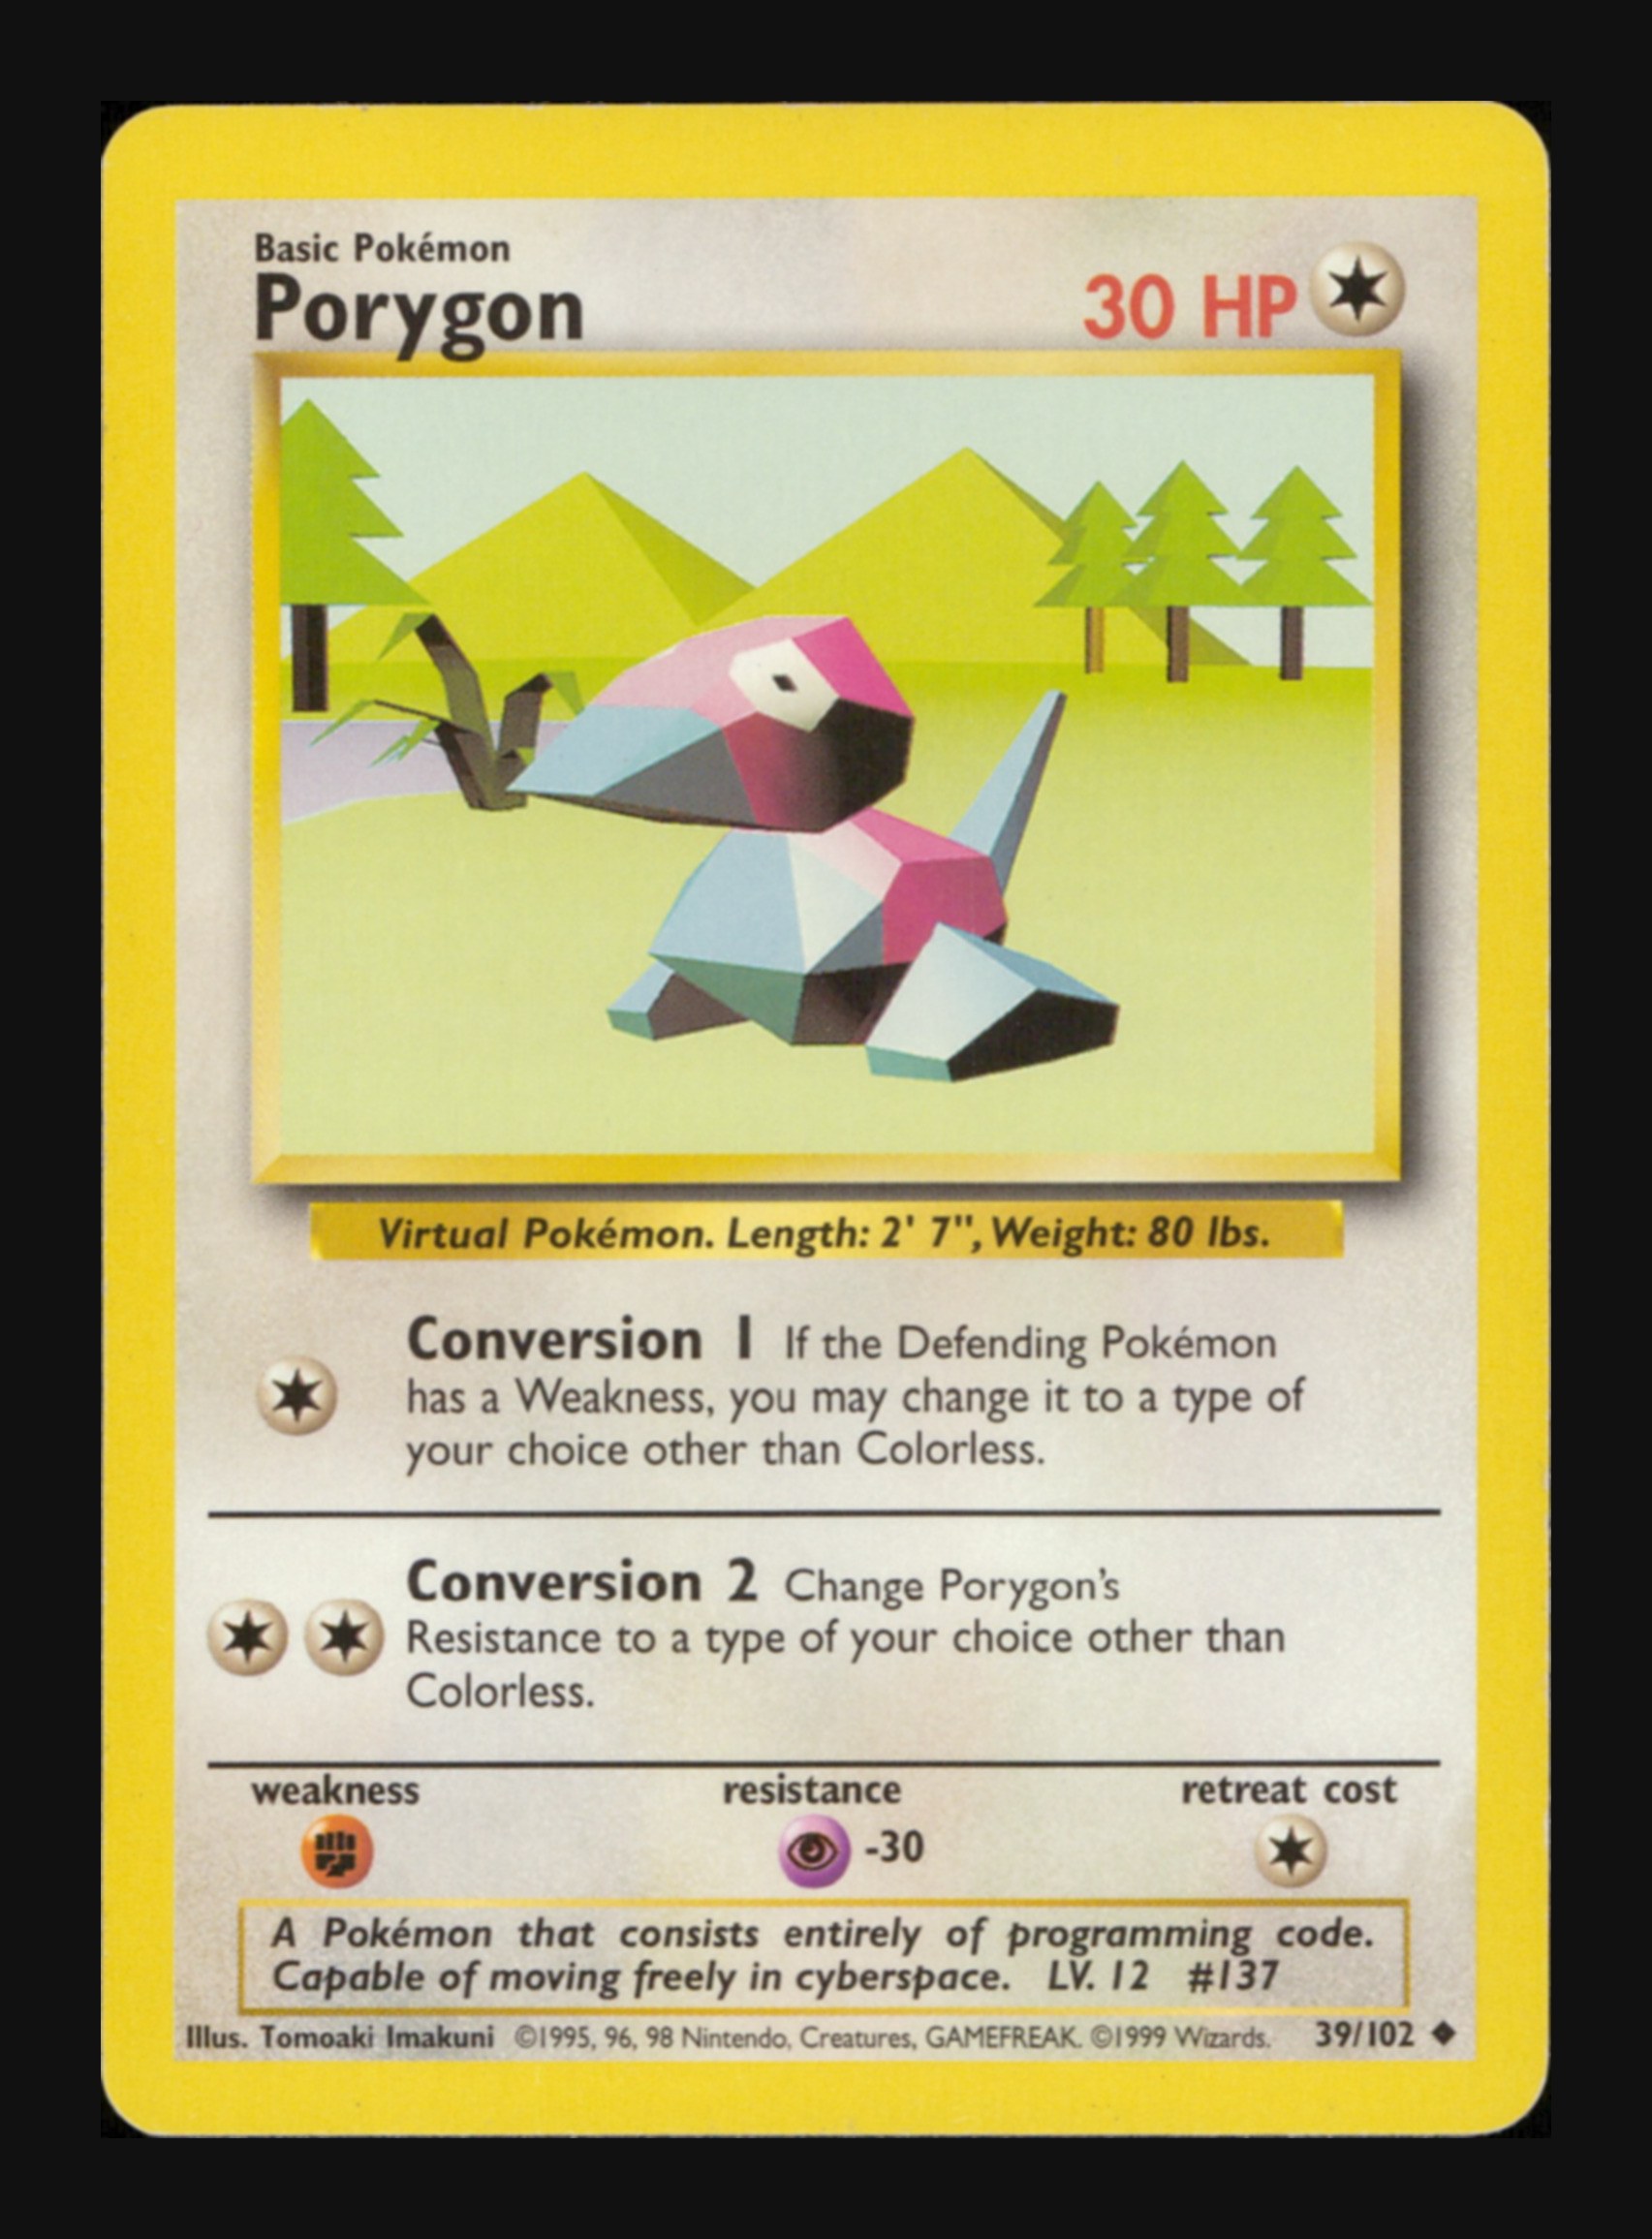 Basic Pokémon
Porygon
30 HP
Virtual Pokémon. Length: 2' 7", Weight: 80 lbs.
Conversion 1 If the Defending Pokémon
has a Weakness, you may change it to a type of
your choice other than Colorless.
Conversion 2 Change Porygon's
Resistance to a type of your choice other than
Colorless.
weakness resistance retreat cost
-30
A Pokémon that consists entirely of programming code.
Capable of moving freely in cyberspace. LV. 12 #137
Illus. Tomoaki Imakuni ©1995, 96, 98 Nintendo, Creatures, GAMEFREAK. ©1999 Wizards. 39/102